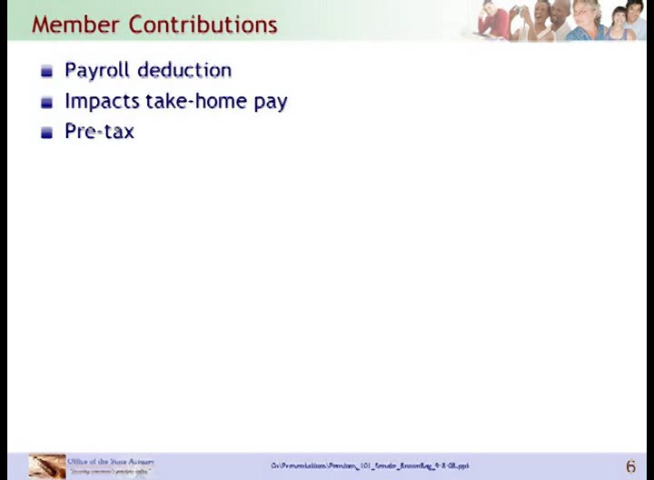 Member Contributions
Payroll deduction
Impacts take-home pay
Pre-tax
Office of the State Actuary
6